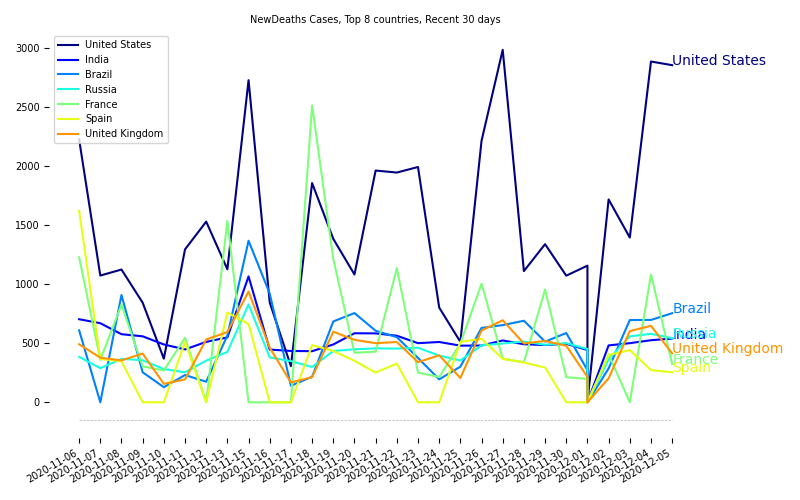 NewDeaths Cases, Top 8 countries, Recent 30 days
United States
India
Brazil
Russia
France
Spain
United Kingdom
3000
2500
2000
1500
1000
500
0
United States
Brazil
Russia
India
United Kingdom
France
Spain
2020-11-06
2020-11-07
2020-11-08
2020-11-09
2020-11-10
2020-11-11
2020-11-12
2020-11-13
2020-11-15
2020-11-16
2020-11-17
2020-11-18
2020-11-19
2020-11-20
2020-11-21
2020-11-22
2020-11-23
2020-11-24
2020-11-25
2020-11-26
2020-11-27
2020-11-28
2020-11-29
2020-11-30
2020-12-01
2020-12-02
2020-12-03
2020-12-04
2020-12-05